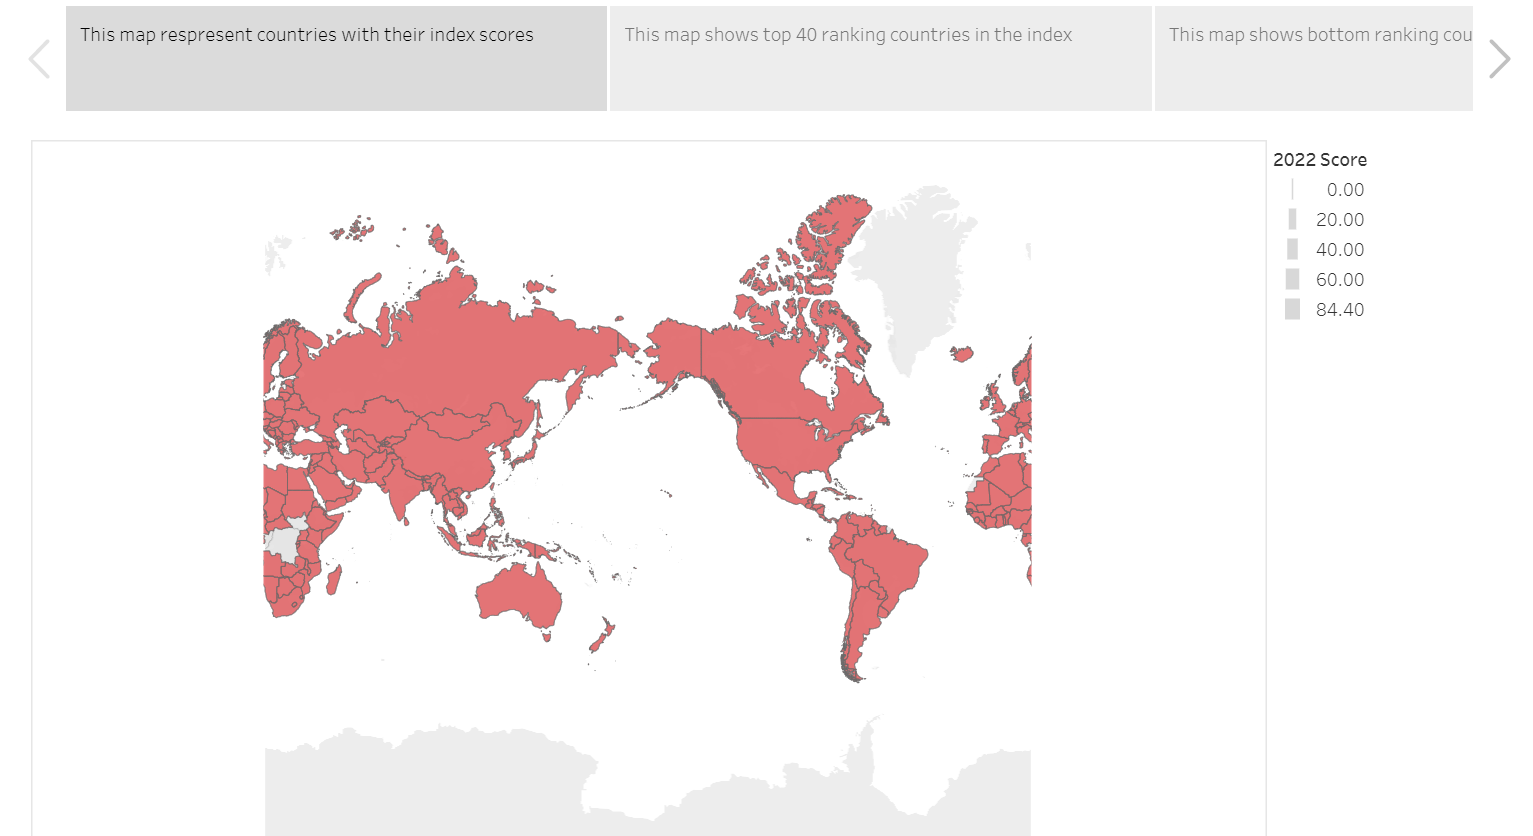 This map respresent countries with their index scores
This map shows top 40 ranking countries in the index
This map shows bottom ranking cou
2022 Score
0.00
20.00
40.00
60.00
84.40